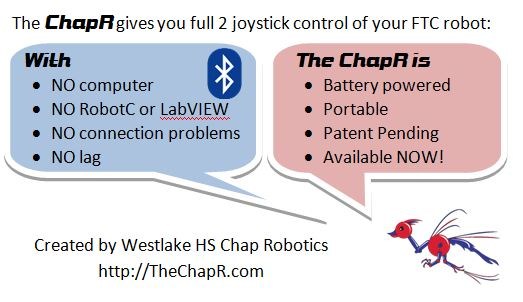 The ChapR gives you full 2 joystick control of your FTC robot:
With
• NO computer
• NO RobotC or LabVIEW
• NO connection problems
• NO lag
The ChapR is
• Battery powered
• Portable
• Patent Pending
• Available NOW!
Created by Westlake HS Chap Robotics
http://TheChapR.com